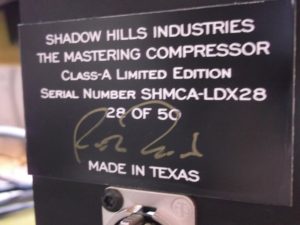 SHADOW HILLS INDUSTRIES
THE MASTERING COMPRESSOR
CLASS-A LIMITED EDITION
SERIAL NUMBER SHMCA-LDX28
28 OF 50
MADE IN TEXAS